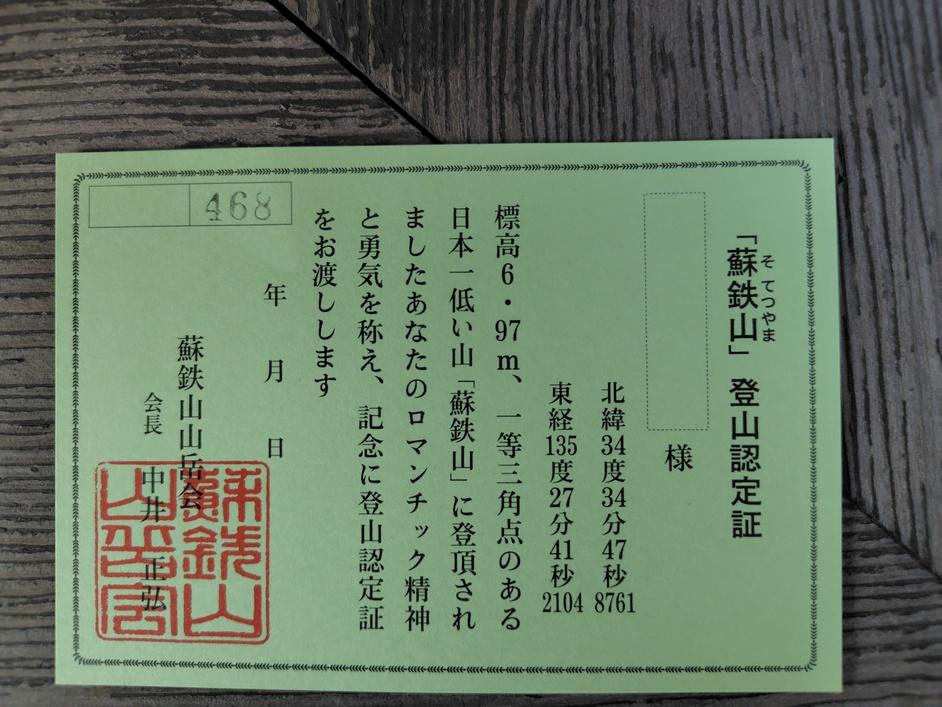 「蘇鉄山」登山認定証
そてつやま
様
北緯34度34分47秒8761
東経135度27分41秒2104
標高6・97m、一等三角点のある
日本一低い山「蘇鉄山」に登頂され
ましたあなたのロマンチック精神
と勇気を称え、記念に登山認定証
をお渡しします
年 月 日
蘇鉄山山岳会
会長 中井 正弘
468
蘇鉄山山岳会